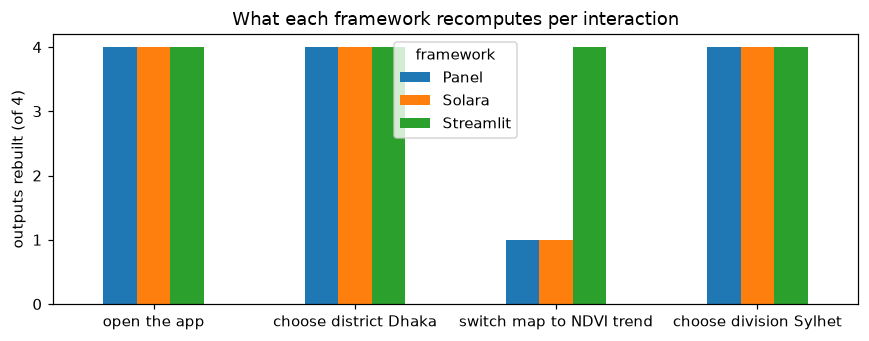 What each framework recomputes per interaction
outputs rebuilt (of 4)
4
3
2
1
0
framework
Panel
Solara
Streamlit
open the app
choose district Dhaka
switch map to NDVI trend
choose division Sylhet